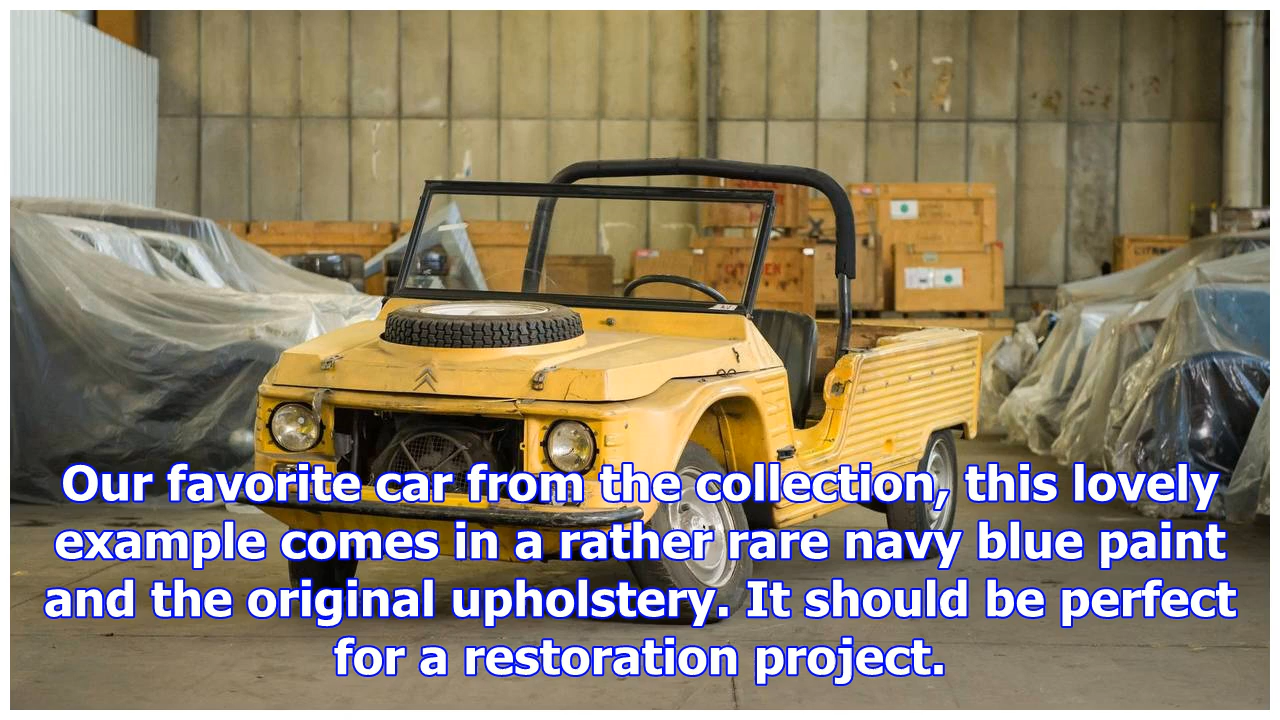 Our favorite car from the collection, this lovely
example comes in a rather rare navy blue paint
and the original upholstery. It should be perfect
for a restoration project.
CITROEN